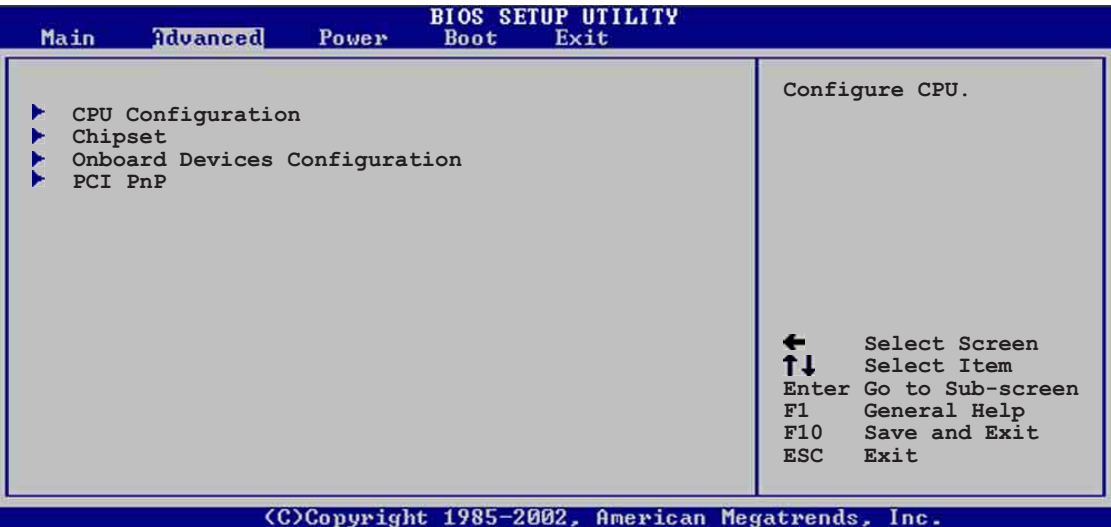 BIOS SETUP UTILITY
Main Advanced Power Boot Exit
CPU Configuration
Chipset
Onboard Devices Configuration
PCI PnP
Configure CPU.
← Select Screen
↑↓ Select Item
Enter Go to Sub-screen
F1 General Help
F10 Save and Exit
ESC Exit
(C)Copyright 1985-2002, American Megatrends, Inc.